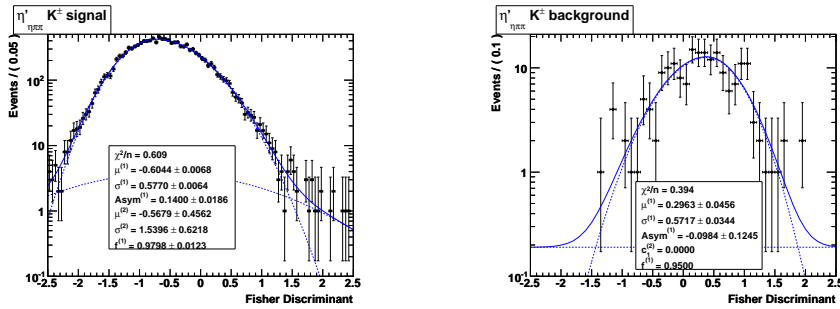 η'ηππ K± signal
Events / ( 0.05 )
10²
10
1
10⁻¹
χ²/n = 0.609
μ⁽¹⁾ = -0.6044 ± 0.0068
σ⁽¹⁾ = 0.5770 ± 0.0064
Asym⁽¹⁾ = 0.1400 ± 0.0186
μ⁽²⁾ = -0.5679 ± 0.4562
σ⁽²⁾ = 1.5396 ± 0.6218
f⁽¹⁾ = 0.9798 ± 0.0123
-2.5 -2 -1.5 -1 -0.5 0 0.5 1 1.5 2 2.5
Fisher Discriminant
η'ηππ K± background
Events / ( 0.1 )
10
1
10⁻¹
χ²/n = 0.394
μ⁽¹⁾ = 0.2963 ± 0.0456
σ⁽¹⁾ = 0.5717 ± 0.0344
Asym⁽¹⁾ = -0.0984 ± 0.1245
c₁⁽²⁾ = 0.0000
f⁽¹⁾ = 0.9500
-2.5 -2 -1.5 -1 -0.5 0 0.5 1 1.5 2 2.5
Fisher Discriminant